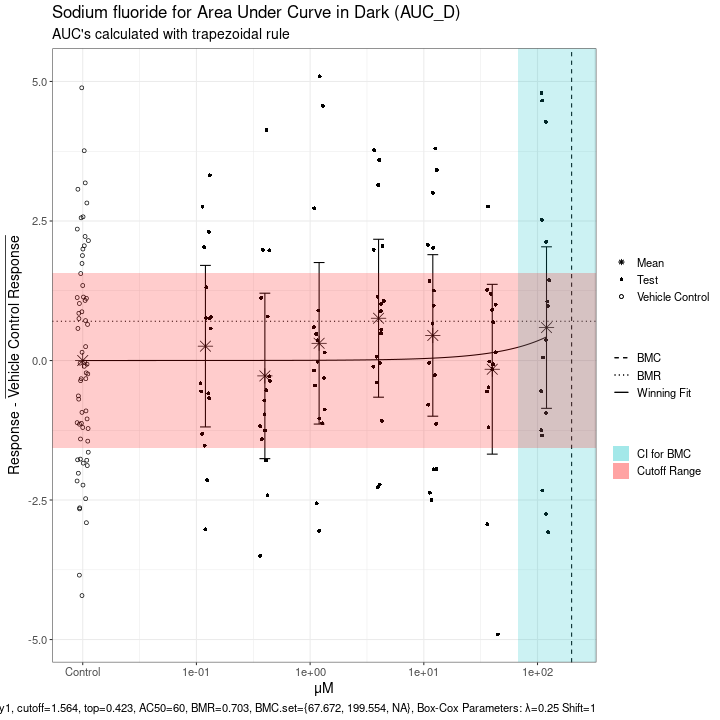 Sodium fluoride for Area Under Curve in Dark (AUC_D)
AUC's calculated with trapezoidal rule
Response - Vehicle Control Response
5.0
2.5
0.0
-2.5
-5.0
Control
1e-01
1e+00
1e+01
1e+02
μM
Mean
Test
Vehicle Control
BMC
BMR
Winning Fit
CI for BMC
Cutoff Range
y1, cutoff=1.564, top=0.423, AC50=60, BMR=0.703, BMC.set={67.672, 199.554, NA}, Box-Cox Parameters: λ=0.25 Shift=1